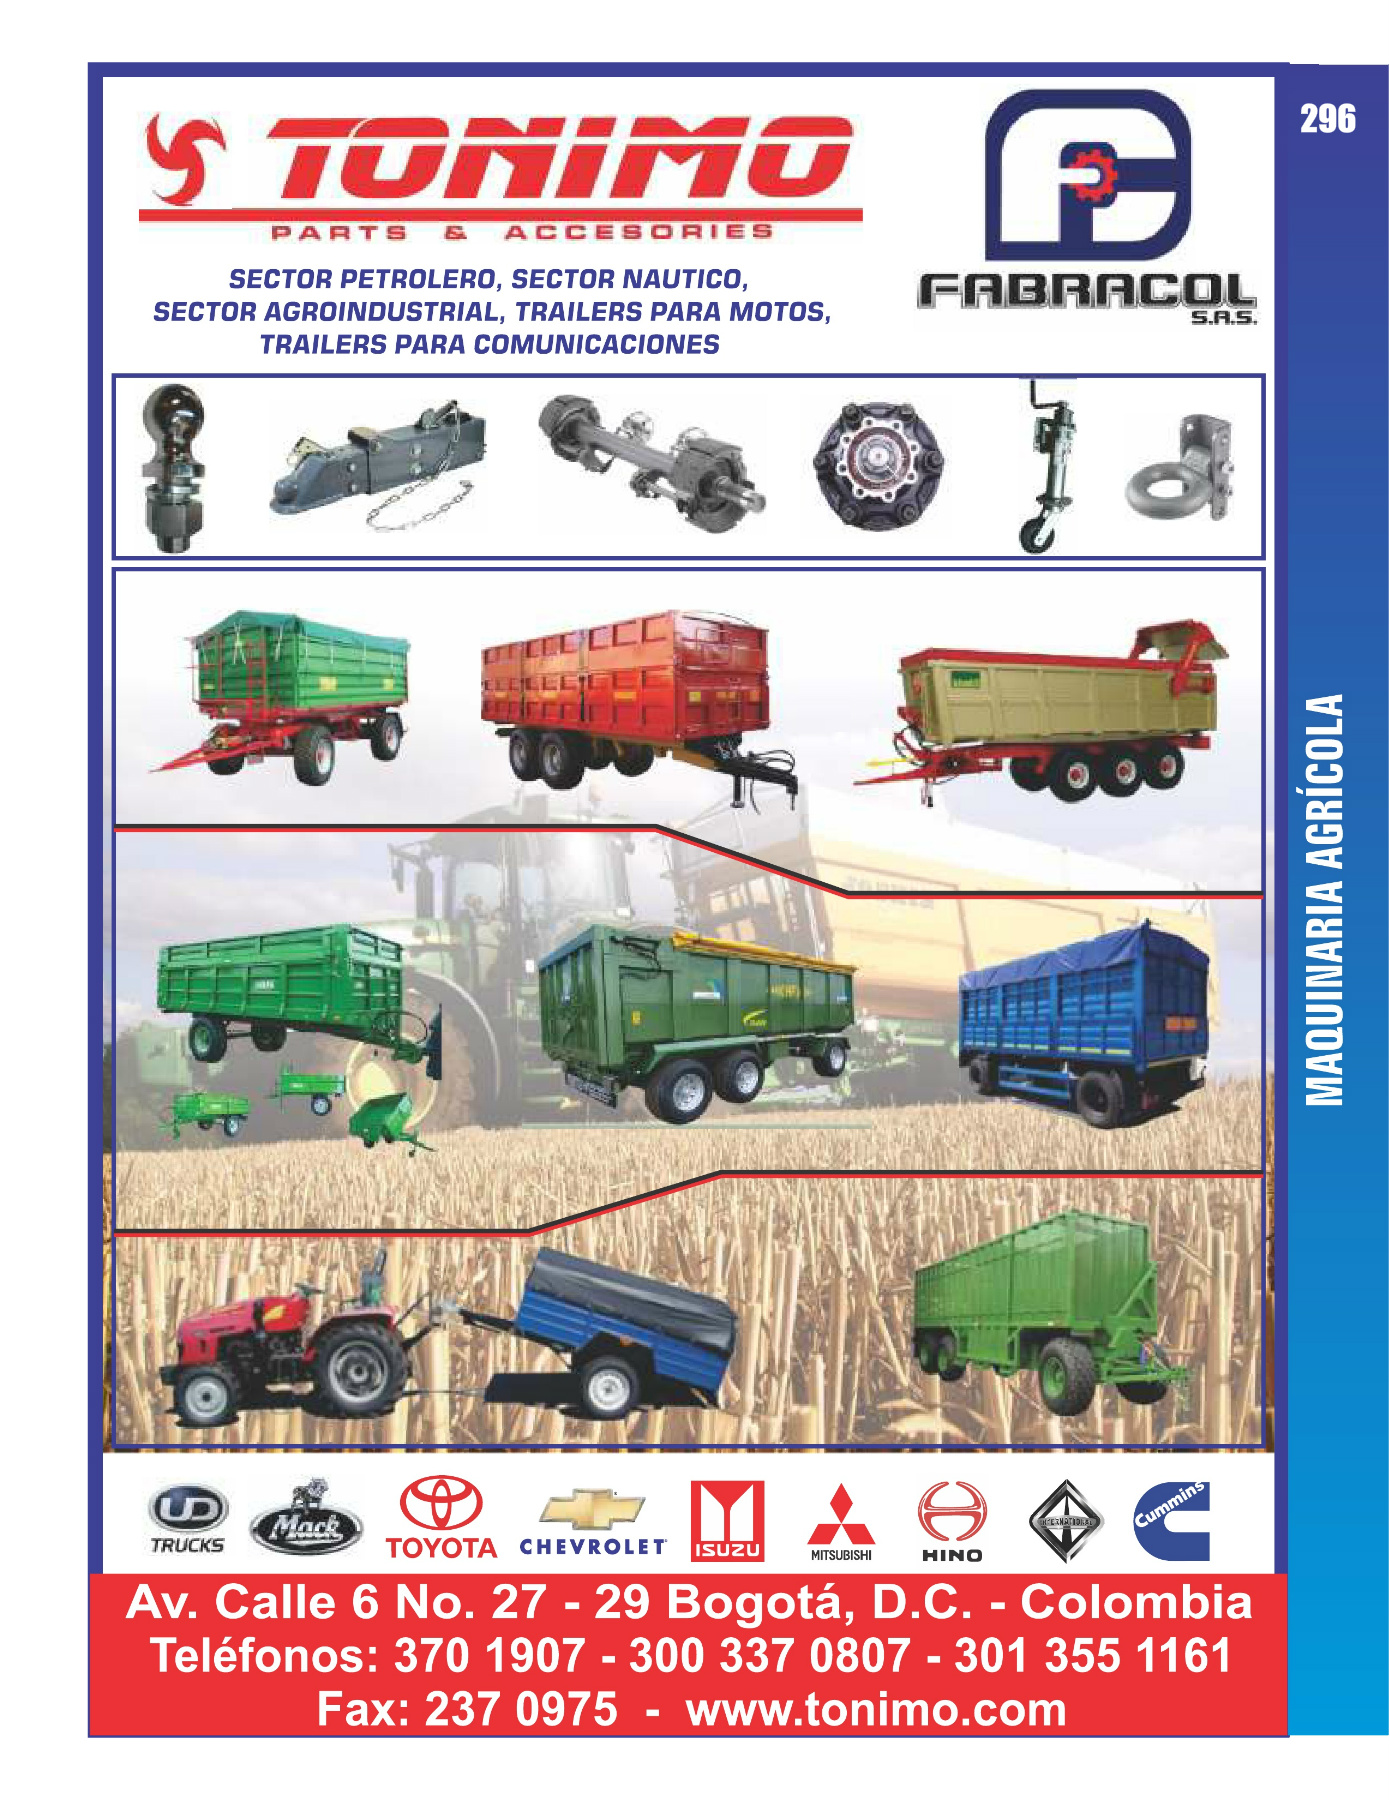 296
TONIMO
PARTS & ACCESORIES
FC
FABRACOL
S.A.S.
SECTOR PETROLERO, SECTOR NAUTICO,
SECTOR AGROINDUSTRIAL, TRAILERS PARA MOTOS,
TRAILERS PARA COMUNICACIONES
MAQUINARIA AGRÍCOLA
UD
TRUCKS
Mack
TOYOTA
CHEVROLET
ISUZU
MITSUBISHI
HINO
INTERNATIONAL
Cummins
Av. Calle 6 No. 27 - 29 Bogotá, D.C. - Colombia
Teléfonos: 370 1907 - 300 337 0807 - 301 355 1161
Fax: 237 0975 - www.tonimo.com